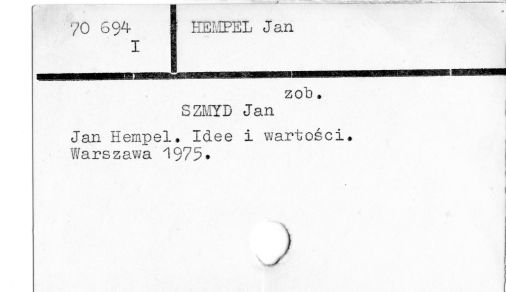 70 694 HEMPEL Jan
I
zob.
SZMYD Jan
Jan Hempel. Idee i wartości.
Warszawa 1975.